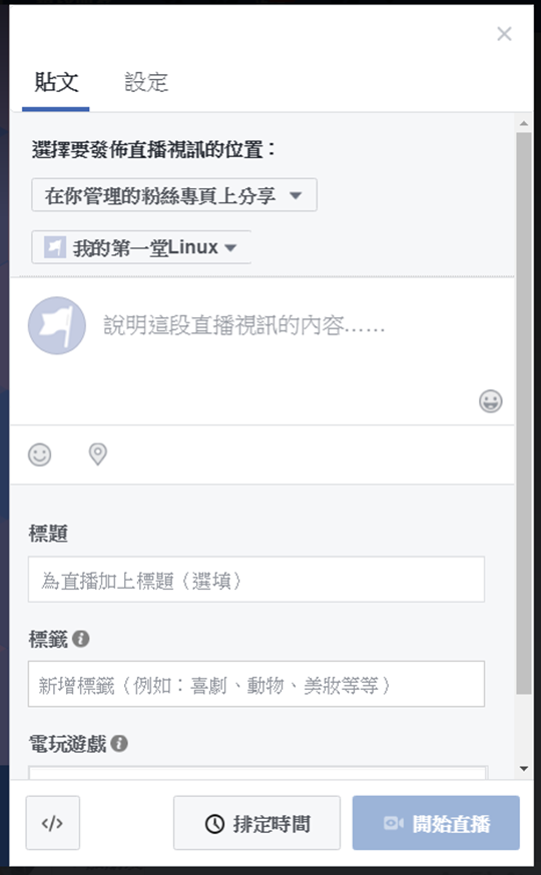 貼文 設定
選擇要發佈直播視訊的位置：
在你管理的粉絲專頁上分享
我的第一堂Linux
說明這段直播視訊的內容……
標題
為直播加上標題（選填）
標籤
新增標籤（例如：喜劇、動物、美妝等等）
電玩遊戲
</> 排定時間 開始直播